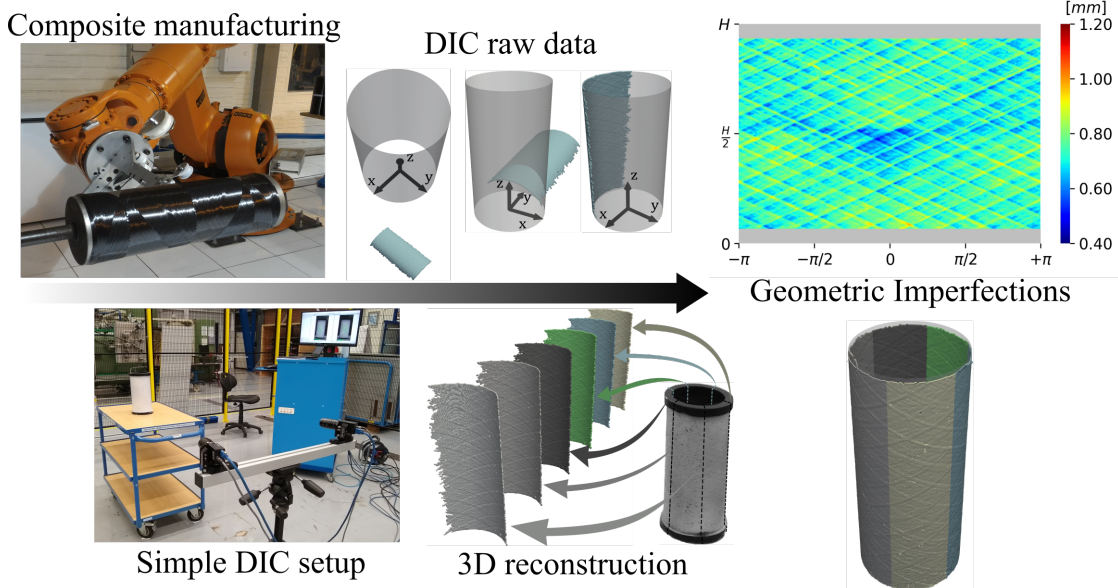 Composite manufacturing
DIC raw data
z
x
y
z
y
x
z
x
y
[mm]
H
H
2
0
−π
−π/2
0
π/2
+π
1.20
1.00
0.80
0.60
0.40
Geometric Imperfections
Simple DIC setup
3D reconstruction